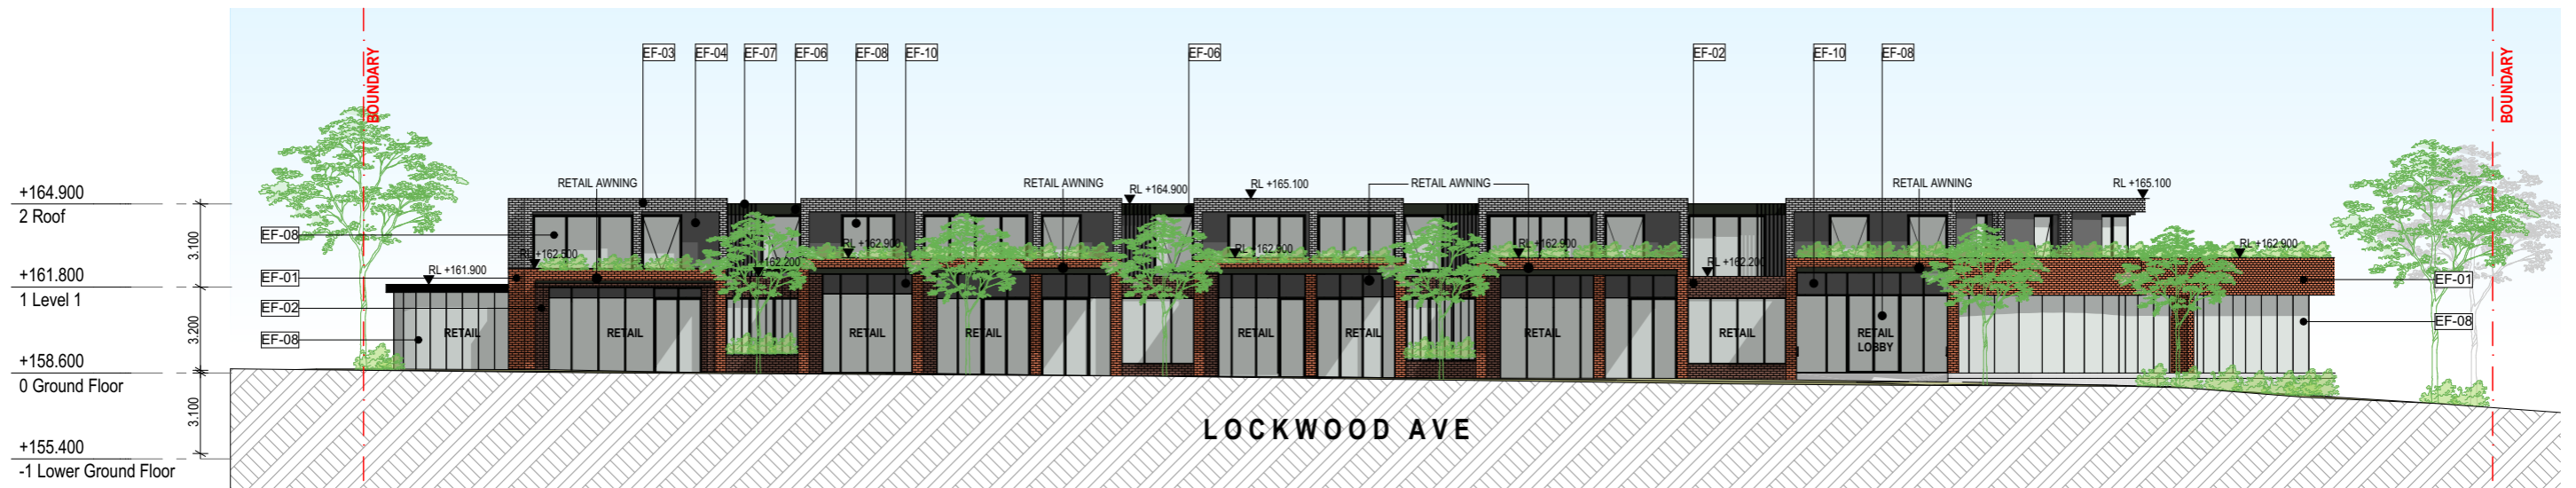 BOUNDARY
BOUNDARY
EF-03
EF-04
EF-07
EF-06
EF-08
EF-10
EF-06
EF-02
EF-10
EF-08
RETAIL AWNING
RETAIL AWNING
RETAIL AWNING
RETAIL AWNING
RL +164.900
RL +165.100
RL +165.100
+164.900
2 Roof
3.100
EF-08
RL +162.500
RL +162.900
RL +162.900
RL +162.900
RL +162.900
+162.200
RL +162.200
+161.800
1 Level 1
RL +161.900
EF-01
EF-02
EF-08
EF-01
EF-08
3.200
RETAIL
RETAIL
RETAIL
RETAIL
RETAIL
RETAIL
RETAIL
RETAIL
RETAIL
LOBBY
+158.600
0 Ground Floor
3.100
LOCKWOOD AVE
+155.400
-1 Lower Ground Floor